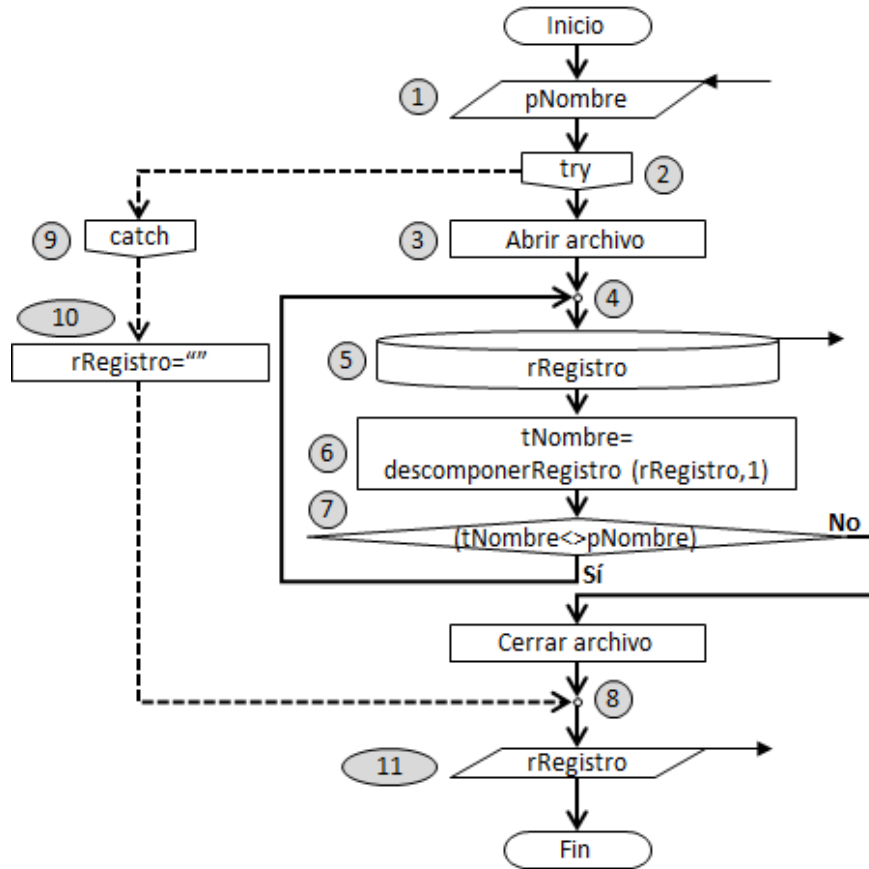 Inicio
1
pNombre
try
2
9
catch
3
Abrir archivo
4
10
rRegistro=“”
5
rRegistro
6
tNombre=
descomponerRegistro (rRegistro,1)
7
(tNombre<>pNombre)
No
Sí
Cerrar archivo
8
11
rRegistro
Fin